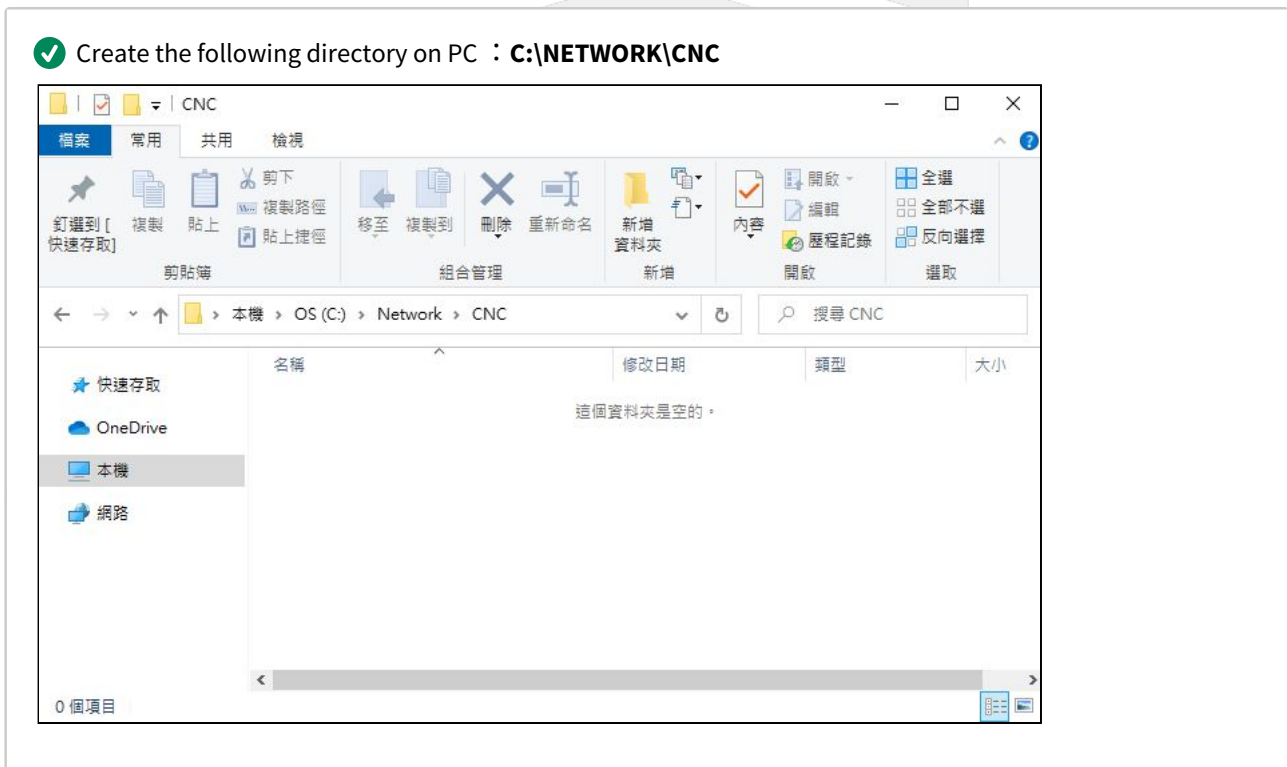 Create the following directory on PC ：C:\NETWORK\CNC
CNC
檔案 常用 共用 檢視
釘選到 [快速存取]
複製
貼上
剪下
複製路徑
貼上捷徑
移至
複製到
刪除
重新命名
新增
資料夾
內容
開啟
編輯
歷程記錄
全選
全部不選
反向選擇
剪貼簿 組合管理 新增 開啟 選取
本機 › OS (C:) › Network › CNC
搜尋 CNC
名稱 修改日期 類型 大小
快速存取
這個資料夾是空的。
OneDrive
本機
網路
0 個項目